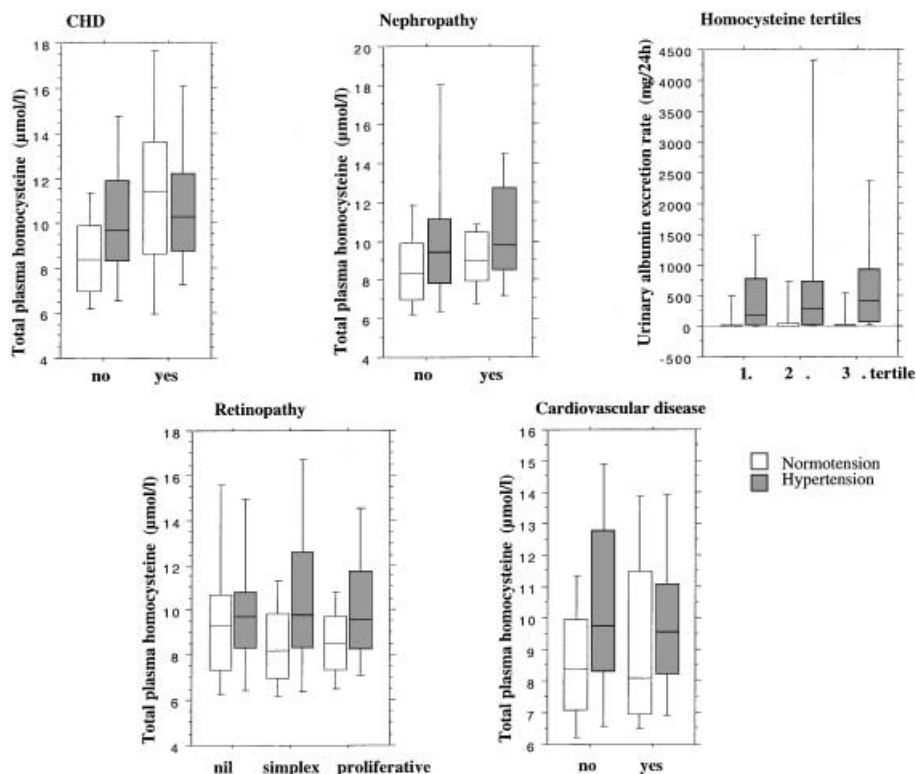 CHD
Total plasma homocysteine (µmol/l)
18
16
14
12
10
8
6
4
no yes
Nephropathy
Total plasma homocysteine (µmol/l)
20
18
16
14
12
10
8
6
4
no yes
Homocysteine tertiles
Urinary albumin excretion rate (mg/24h)
4500
4000
3500
3000
2500
2000
1500
1000
500
0
-500
1. 2 . 3 . tertile
Retinopathy
Total plasma homocysteine (µmol/l)
18
16
14
12
10
8
6
4
nil simplex proliferative
Cardiovascular disease
Total plasma homocysteine (µmol/l)
16
15
14
13
12
11
10
9
8
7
6
no yes
Normotension
Hypertension